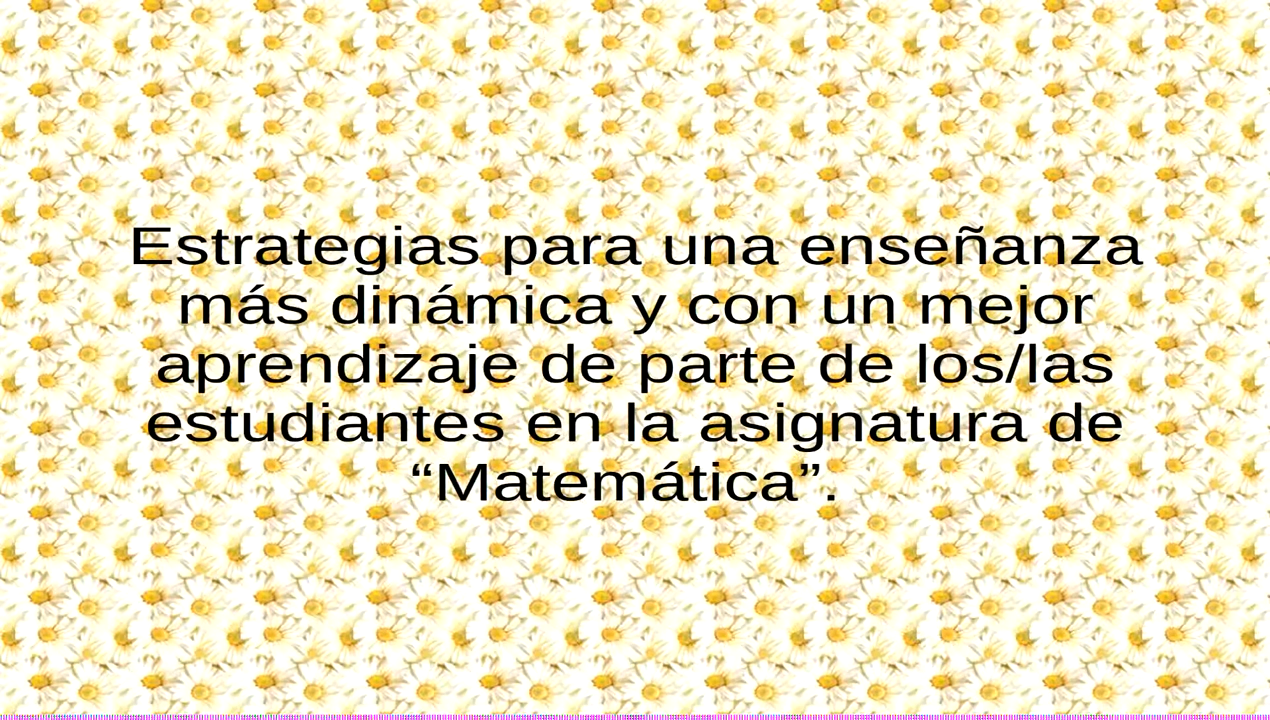 Estrategias para una enseñanza
más dinámica y con un mejor
aprendizaje de parte de los/las
estudiantes en la asignatura de
“Matemática”.